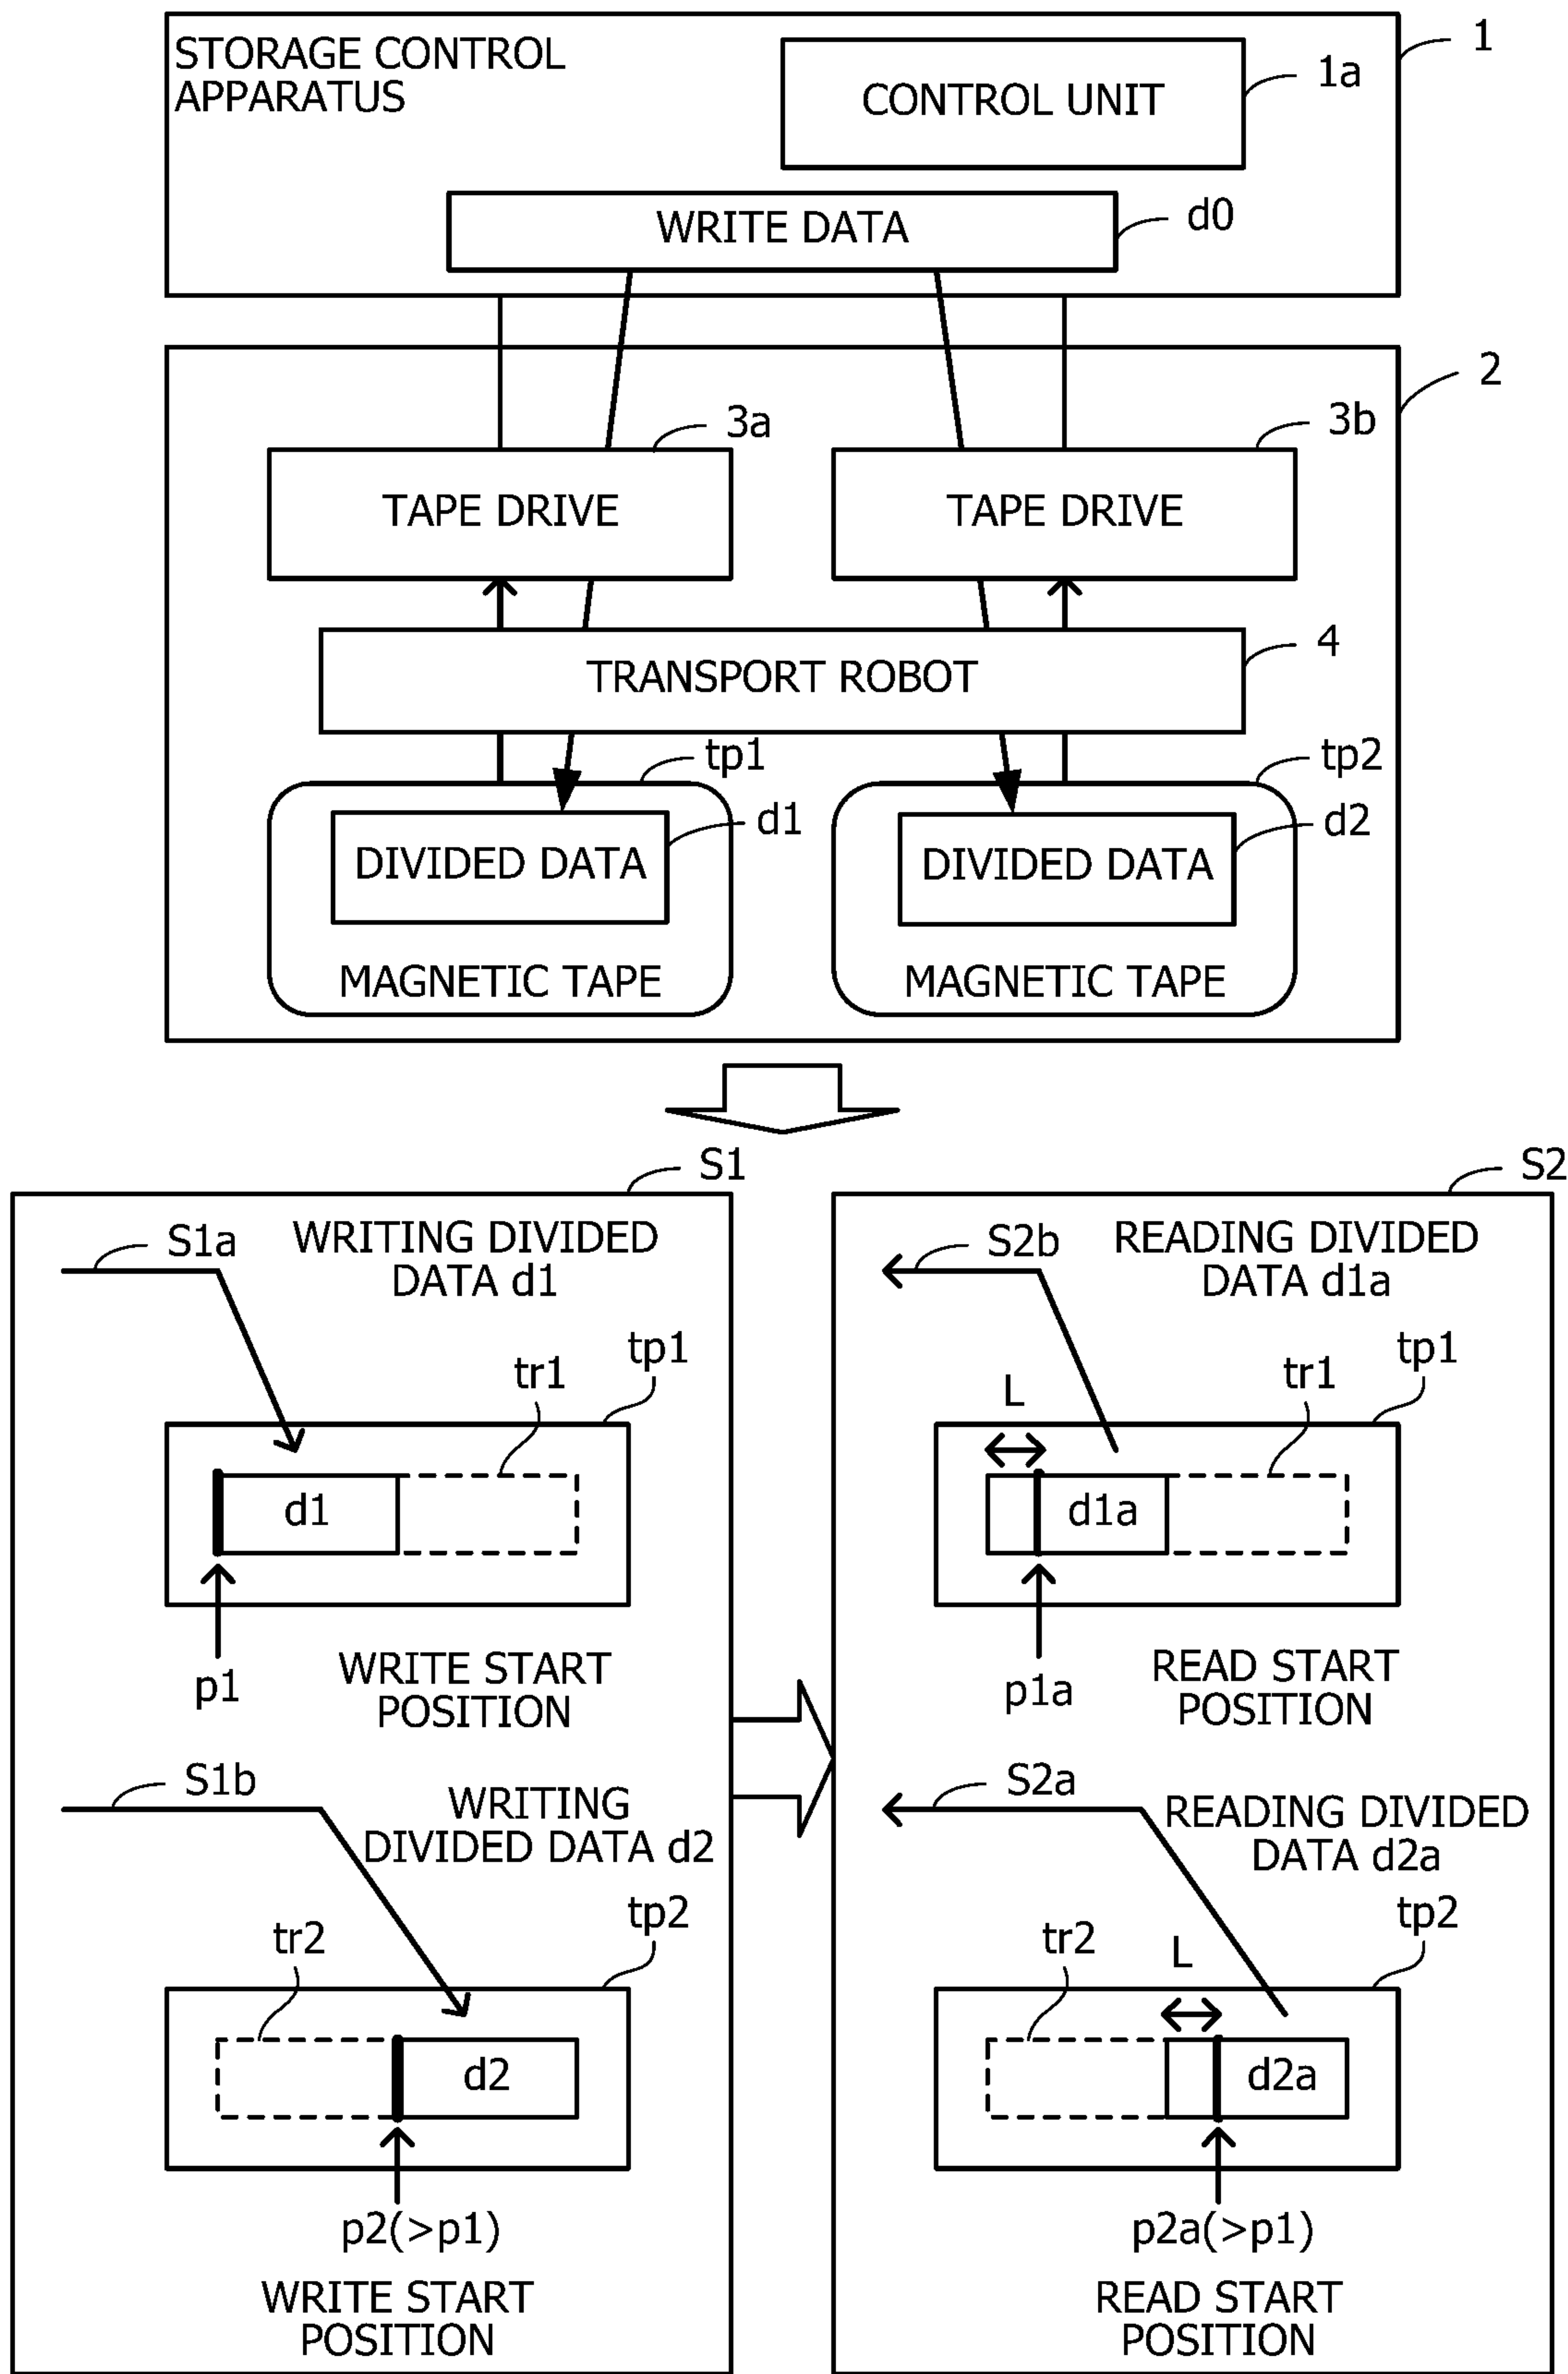 STORAGE CONTROL
APPARATUS
1
CONTROL UNIT
1a
WRITE DATA
d0
2
3a
3b
TAPE DRIVE
TAPE DRIVE
4
TRANSPORT ROBOT
tp1
tp2
d1
d2
DIVIDED DATA
DIVIDED DATA
MAGNETIC TAPE
MAGNETIC TAPE
S1
S1a
WRITING DIVIDED
DATA d1
tp1
tr1
d1
p1
WRITE START
POSITION
S1b
WRITING
DIVIDED DATA d2
tp2
tr2
d2
p2(>p1)
WRITE START
POSITION
S2
S2b
READING DIVIDED
DATA d1a
tp1
tr1
L
d1a
p1a
READ START
POSITION
S2a
READING DIVIDED
DATA d2a
tp2
tr2
L
d2a
p2a(>p1)
READ START
POSITION